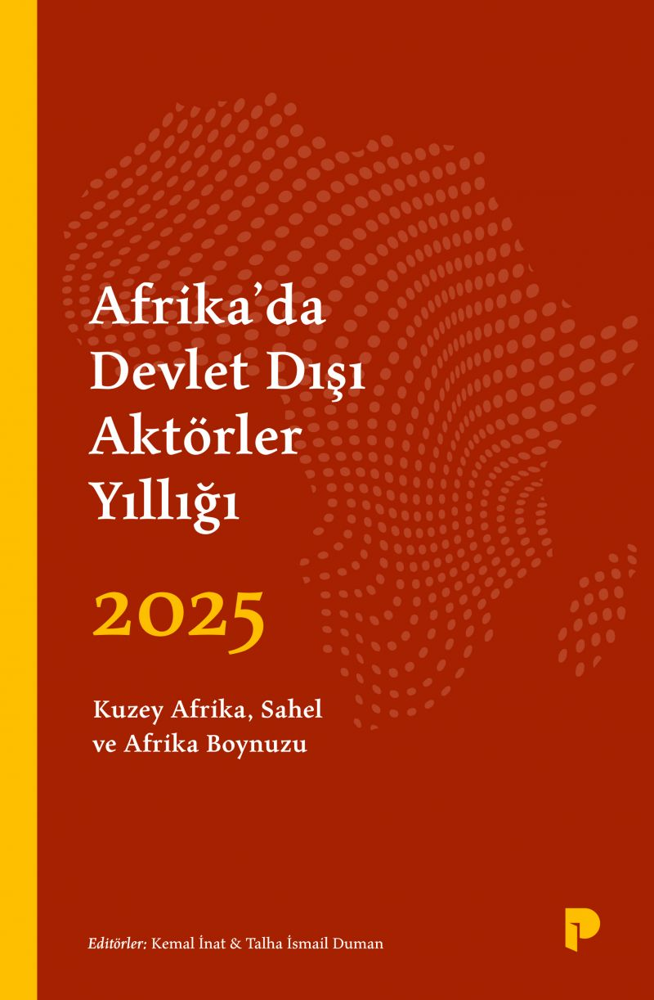 Afrika’da
Devlet Dışı
Aktörler
Yıllığı
2025
Kuzey Afrika, Sahel
ve Afrika Boynuzu
Editörler: Kemal İnat & Talha İsmail Duman